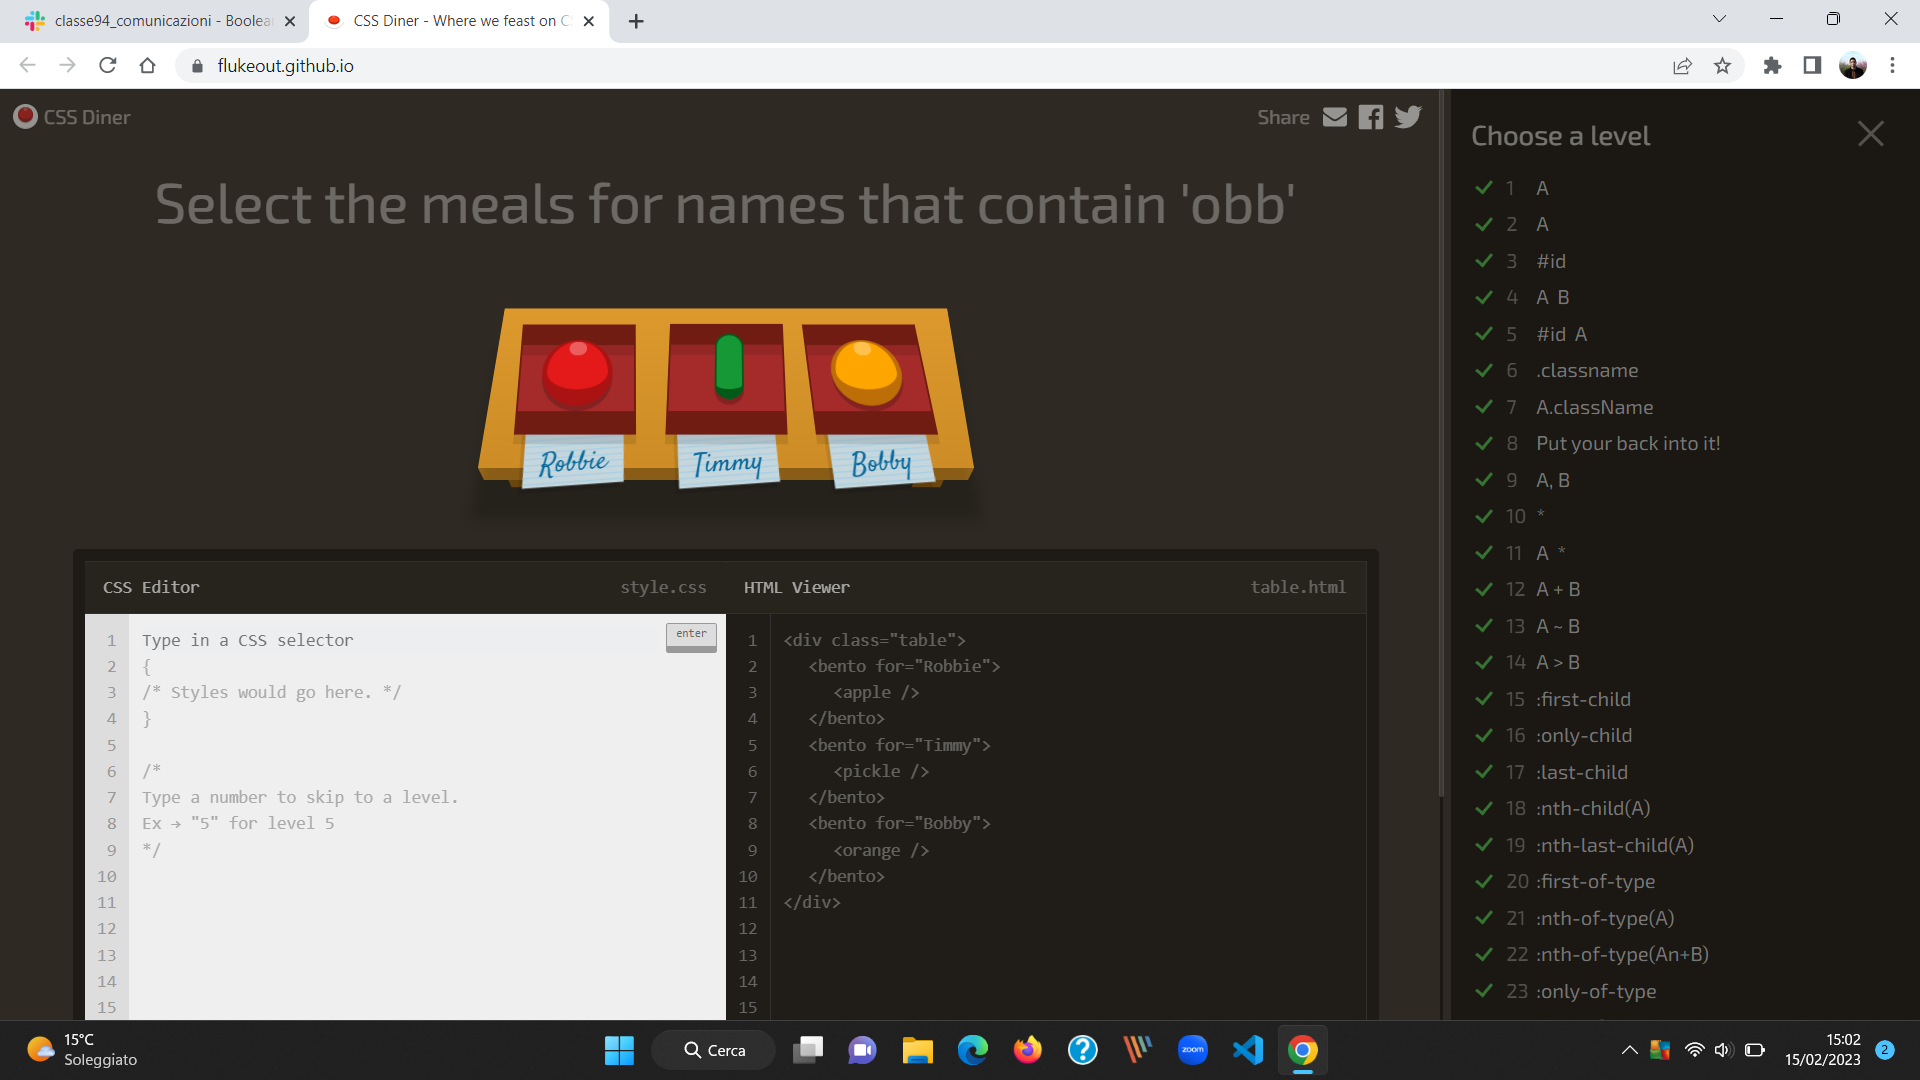 classe94_comunicazioni - Boolea
CSS Diner - Where we feast on C
flukeout.github.io
CSS Diner
Share
Select the meals for names that contain 'obb'
Robbie
Timmy
Bobby
CSS Editor
style.css
1 Type in a CSS selector
enter
2 {
3 /* Styles would go here. */
4 }
5
6 /*
7 Type a number to skip to a level.
8 Ex → "5" for level 5
9 */
10
11
12
13
14
15
HTML Viewer
table.html
1 <div class="table">
2 <bento for="Robbie">
3 <apple />
4 </bento>
5 <bento for="Timmy">
6 <pickle />
7 </bento>
8 <bento for="Bobby">
9 <orange />
10 </bento>
11 </div>
12
13
14
15
Choose a level
1 A
2 A
3 #id
4 A B
5 #id A
6 .classname
7 A.className
8 Put your back into it!
9 A, B
10 *
11 A *
12 A + B
13 A ~ B
14 A > B
15 :first-child
16 :only-child
17 :last-child
18 :nth-child(A)
19 :nth-last-child(A)
20 :first-of-type
21 :nth-of-type(A)
22 :nth-of-type(An+B)
23 :only-of-type
15°C
Soleggiato
Cerca
zoom
15:02
15/02/2023
2